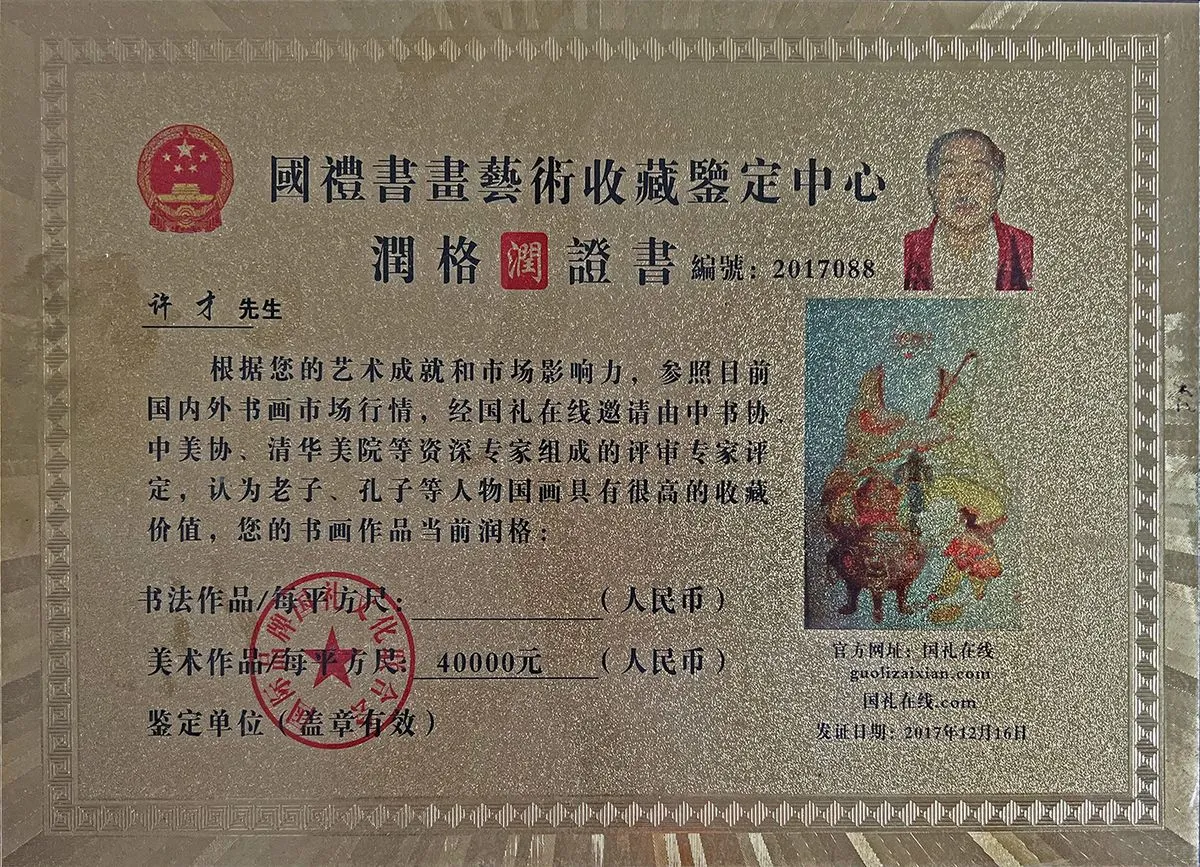 國禮書畫藝術收藏鑒定中心
潤格 潤 證書 編號：2017088
许才 先生
根据您的艺术成就和市场影响力，参照目前
国内外书画市场行情，经国礼在线邀请由中书协、
中美协、清华美院等资深专家组成的评审专家评
定，认为老子、孔子等人物国画具有很高的收藏
价值，您的书画作品当前润格：
书法作品/每平方尺：（人民币）
美术作品/每平方尺：40000元（人民币）
鉴定单位（盖章有效）
官方网址：国礼在线
guolizaixian.com
国礼在线.com
发证日期：2017年12月16日